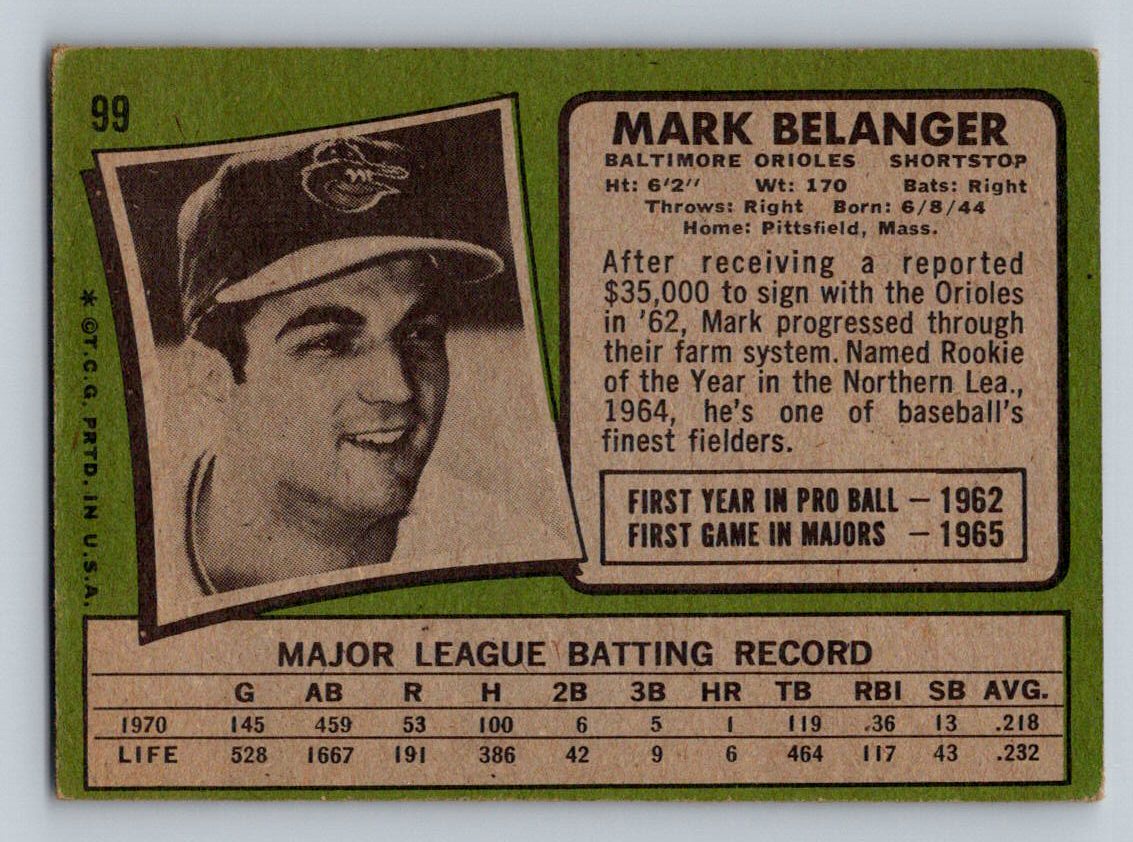 99
MARK BELANGER
BALTIMORE ORIOLES SHORTSTOP
Ht: 6'2" Wt: 170 Bats: Right
Throws: Right Born: 6/8/44
Home: Pittsfield, Mass.
After receiving a reported
$35,000 to sign with the Orioles
in '62, Mark progressed through
their farm system. Named Rookie
of the Year in the Northern Lea.,
1964, he's one of baseball's
finest fielders.
FIRST YEAR IN PRO BALL – 1962
FIRST GAME IN MAJORS – 1965
* ©T.C.G. PRTD. IN U.S.A.
MAJOR LEAGUE BATTING RECORD
G AB R H 2B 3B HR TB RBI SB AVG.
1970 145 459 53 100 6 5 1 119 36 13 .218
LIFE 528 1667 191 386 42 9 6 464 117 43 .232